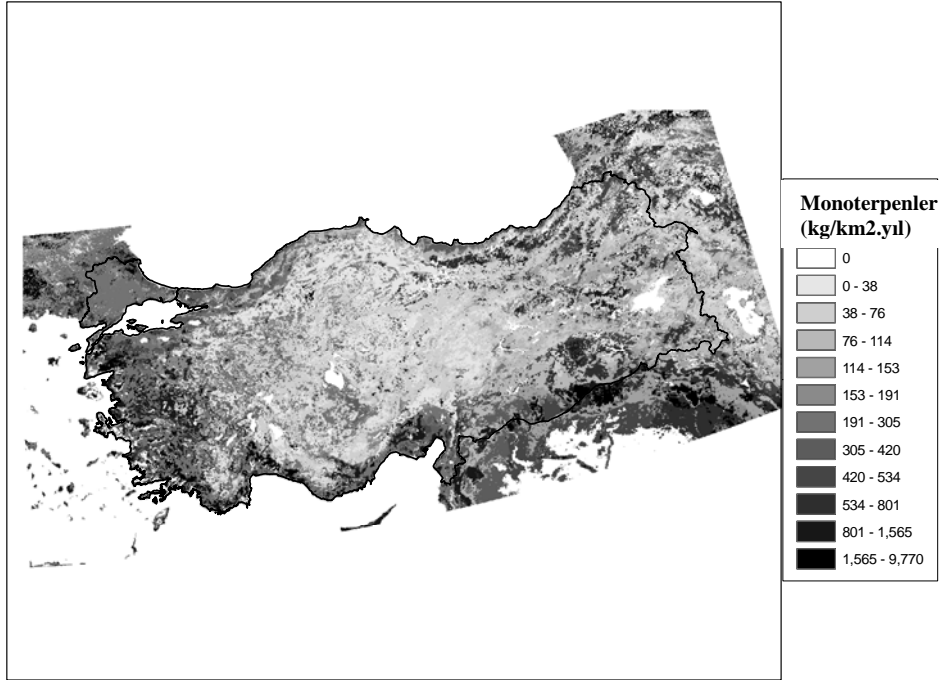 Monoterpenler
(kg/km2.yıl)
0
0 - 38
38 - 76
76 - 114
114 - 153
153 - 191
191 - 305
305 - 420
420 - 534
534 - 801
801 - 1,565
1,565 - 9,770